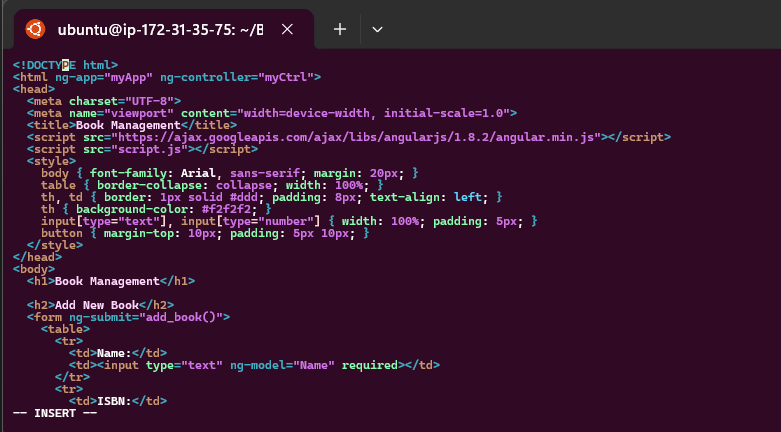 ubuntu@ip-172-31-35-75: ~/B
<!DOCTYPE html>
<html ng-app="myApp" ng-controller="myCtrl">
<head>
  <meta charset="UTF-8">
  <meta name="viewport" content="width=device-width, initial-scale=1.0">
  <title>Book Management</title>
  <script src="https://ajax.googleapis.com/ajax/libs/angularjs/1.8.2/angular.min.js"></script>
  <script src="script.js"></script>
  <style>
    body { font-family: Arial, sans-serif; margin: 20px; }
    table { border-collapse: collapse; width: 100%; }
    th, td { border: 1px solid #ddd; padding: 8px; text-align: left; }
    th { background-color: #f2f2f2; }
    input[type="text"], input[type="number"] { width: 100%; padding: 5px; }
    button { margin-top: 10px; padding: 5px 10px; }
  </style>
</head>
<body>
  <h1>Book Management</h1>

  <h2>Add New Book</h2>
  <form ng-submit="add_book()">
    <table>
      <tr>
        <td>Name:</td>
        <td><input type="text" ng-model="Name" required></td>
      </tr>
      <tr>
        <td>ISBN:</td>
-- INSERT --